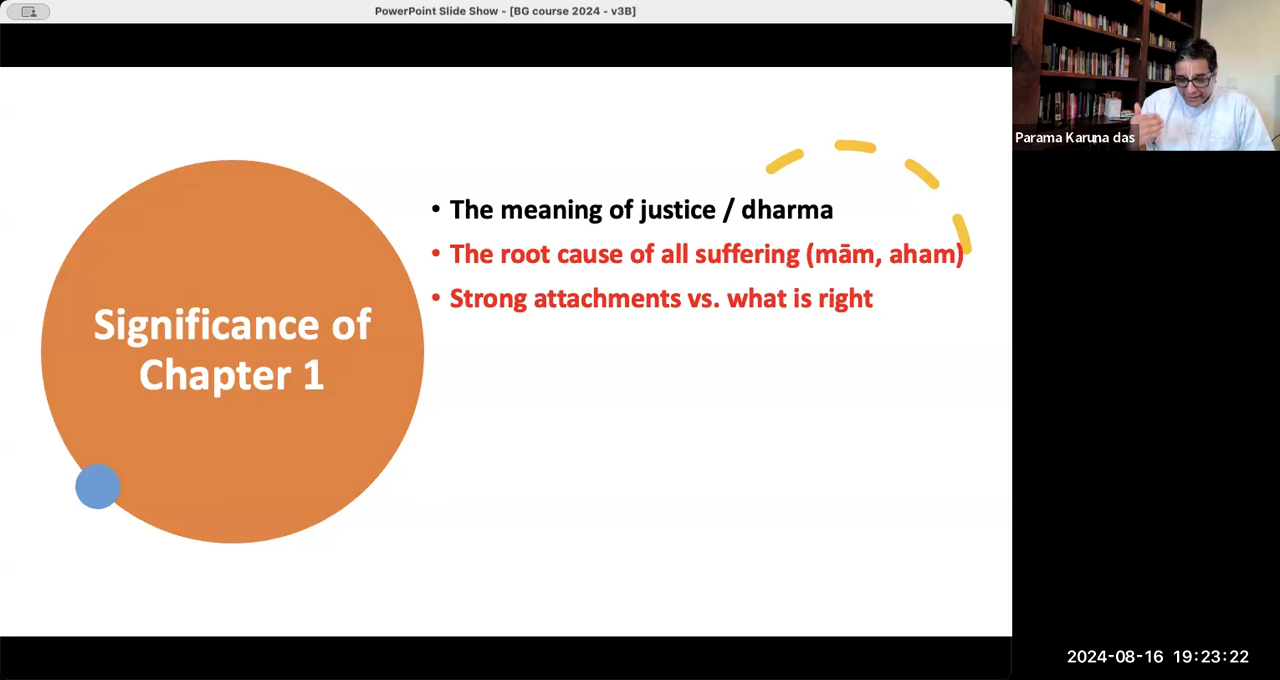 PowerPoint Slide Show - [BG course 2024 - v3B]
Significance of
Chapter 1
• The meaning of justice / dharma
• The root cause of all suffering (mām, aham)
• Strong attachments vs. what is right
Parama Karuna das
2024-08-16 19:23:22